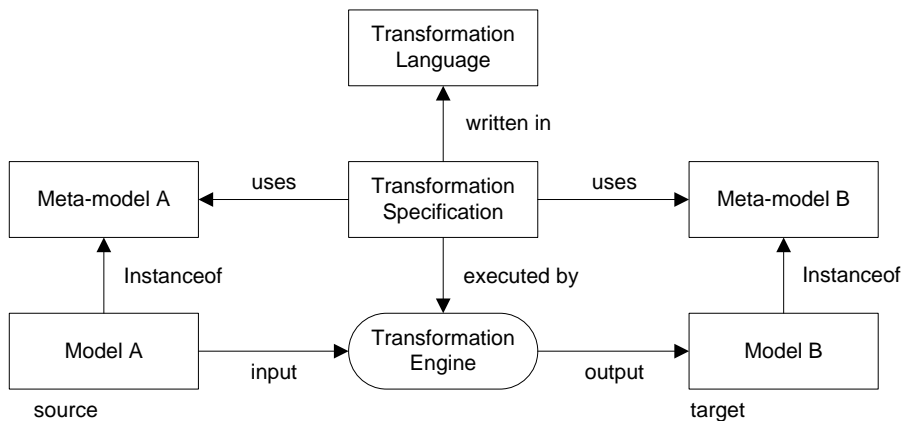 Transformation
Language
written in
Meta-model A
uses
Transformation
Specification
uses
Meta-model B
Instanceof
executed by
Instanceof
Model A
input
Transformation
Engine
output
Model B
source
target